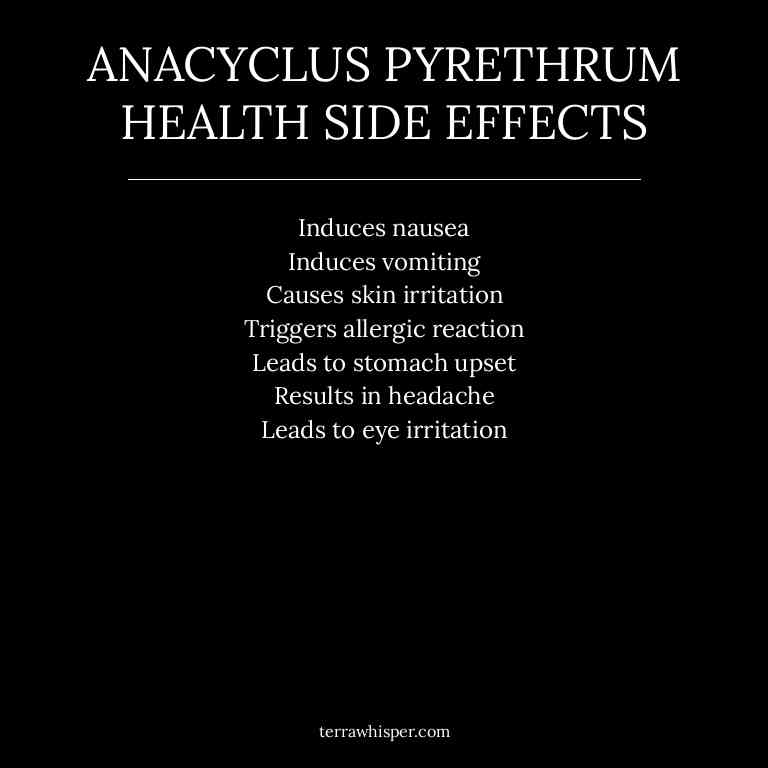 ANACYCLUS PYRETHRUM
HEALTH SIDE EFFECTS
Induces nausea
Induces vomiting
Causes skin irritation
Triggers allergic reaction
Leads to stomach upset
Results in headache
Leads to eye irritation
terrawhisper.com